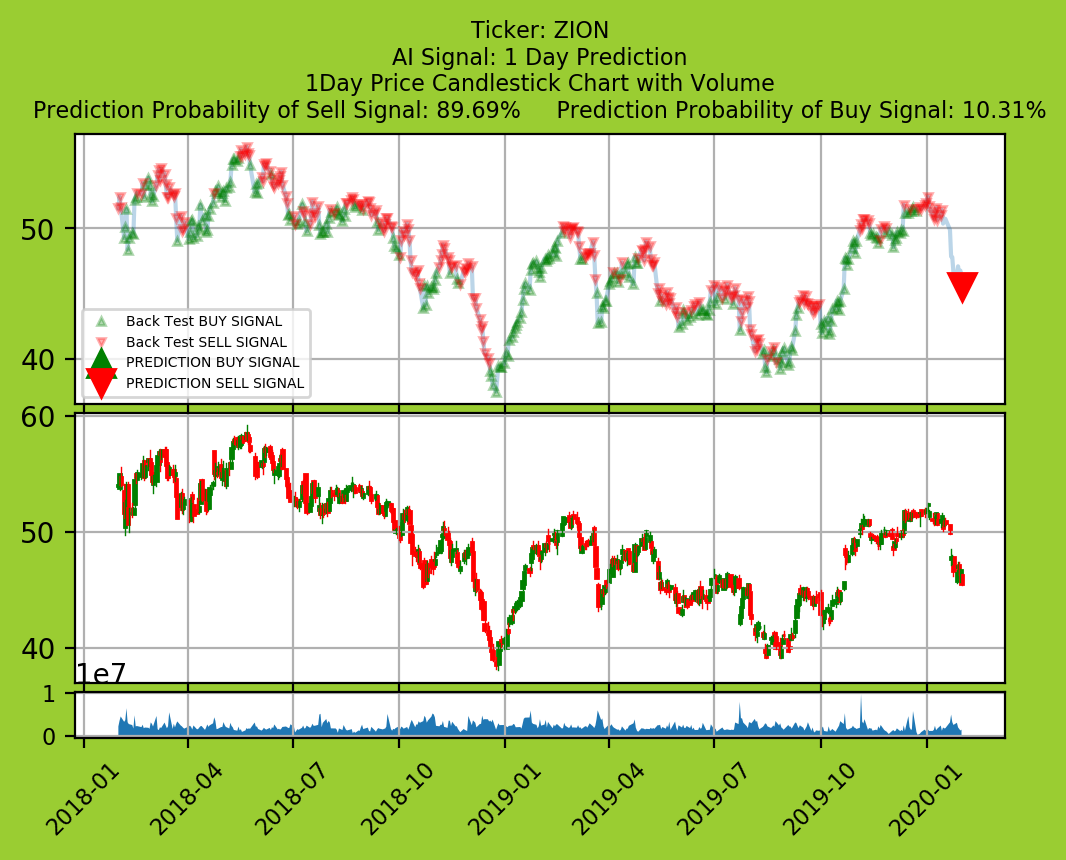 Ticker: ZION
AI Signal: 1 Day Prediction
1Day Price Candlestick Chart with Volume
Prediction Probability of Sell Signal: 89.69% Prediction Probability of Buy Signal: 10.31%
50
40
Back Test BUY SIGNAL
Back Test SELL SIGNAL
PREDICTION BUY SIGNAL
PREDICTION SELL SIGNAL
60
50
40
1e7
1
0
2018-01 2018-04 2018-07 2018-10 2019-01 2019-04 2019-07 2019-10 2020-01